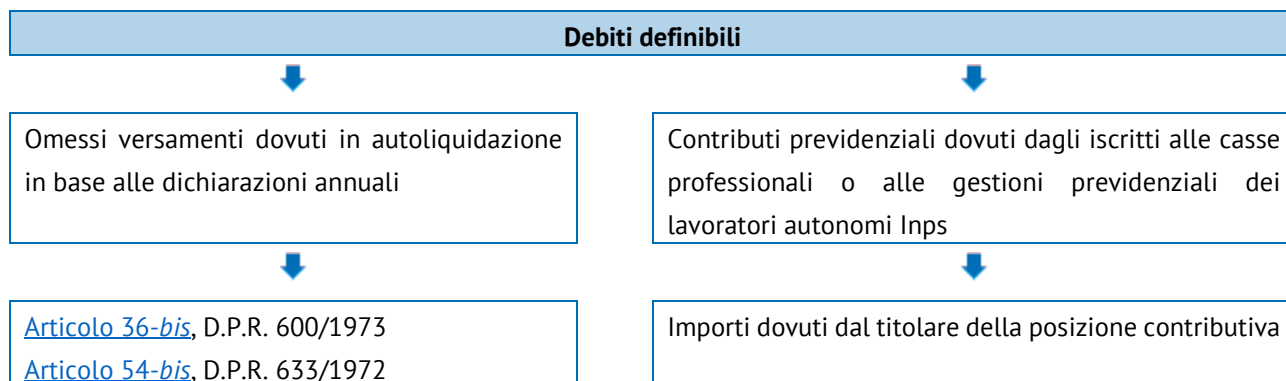 Debiti definibili
Omessi versamenti dovuti in autoliquidazione
in base alle dichiarazioni annuali
Contributi previdenziali dovuti dagli iscritti alle casse
professionali o alle gestioni previdenziali dei
lavoratori autonomi Inps
Articolo 36-bis, D.P.R. 600/1973
Articolo 54-bis, D.P.R. 633/1972
Importi dovuti dal titolare della posizione contributiva